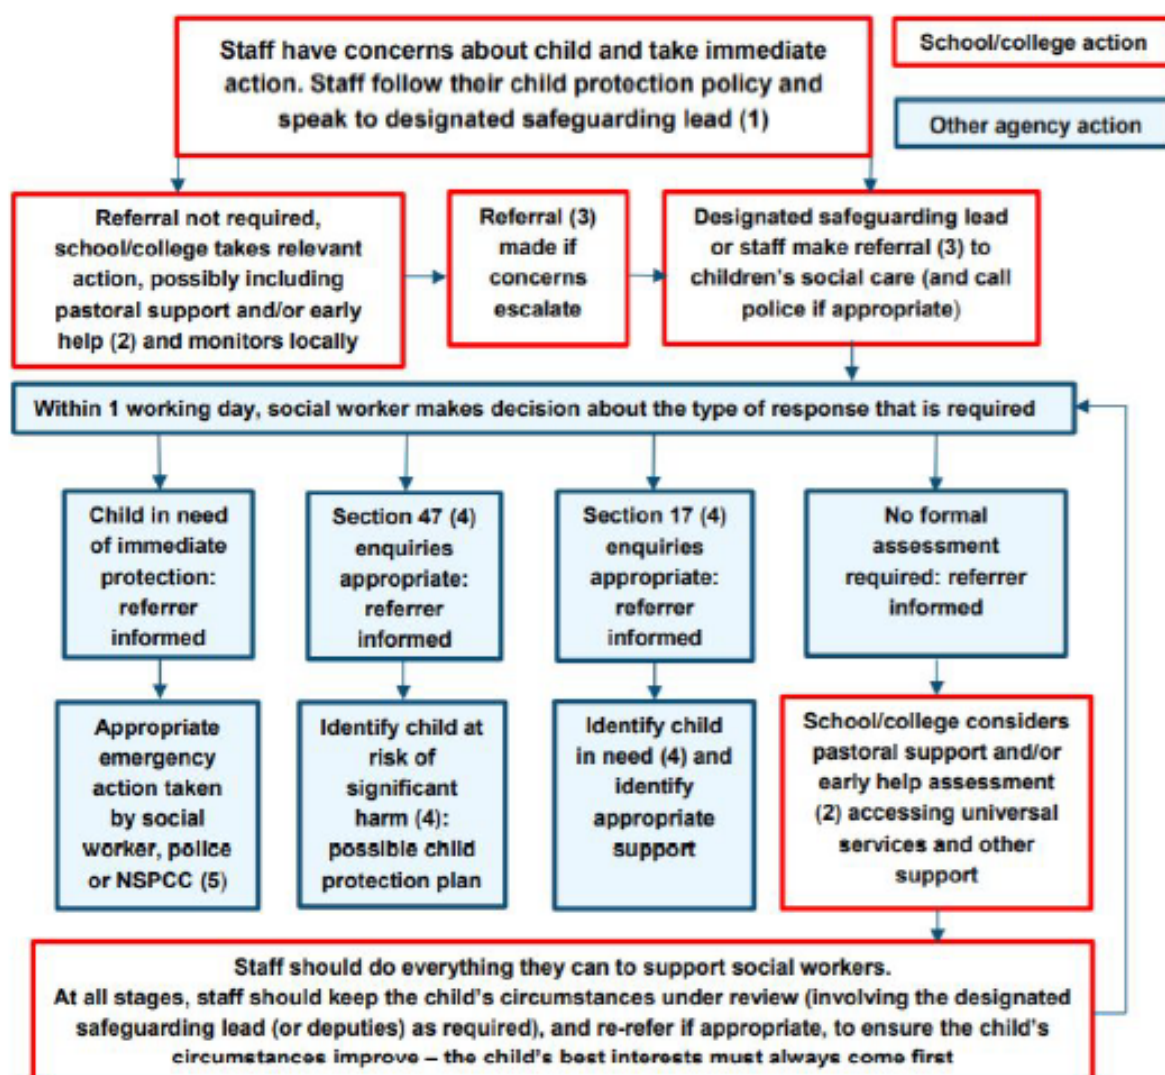 Staff have concerns about child and take immediate
action. Staff follow their child protection policy and
speak to designated safeguarding lead (1)
School/college action
Other agency action
Referral not required,
school/college takes relevant
action, possibly including
pastoral support and/or early
help (2) and monitors locally
Referral (3)
made if
concerns
escalate
Designated safeguarding lead
or staff make referral (3) to
children's social care (and call
police if appropriate)
Within 1 working day, social worker makes decision about the type of response that is required
Child in need
of immediate
protection:
referrer
informed
Section 47 (4)
enquiries
appropriate:
referrer
informed
Section 17 (4)
enquiries
appropriate:
referrer
informed
No formal
assessment
required: referrer
informed
Appropriate
emergency
action taken
by social
worker, police
or NSPCC (5)
Identify child at
risk of
significant
harm (4):
possible child
protection plan
Identify child
in need (4) and
identify
appropriate
support
School/college considers
pastoral support and/or
early help assessment
(2) accessing universal
services and other
support
Staff should do everything they can to support social workers.
At all stages, staff should keep the child's circumstances under review (involving the designated
safeguarding lead (or deputies) as required), and re-refer if appropriate, to ensure the child's
circumstances improve – the child's best interests must always come first